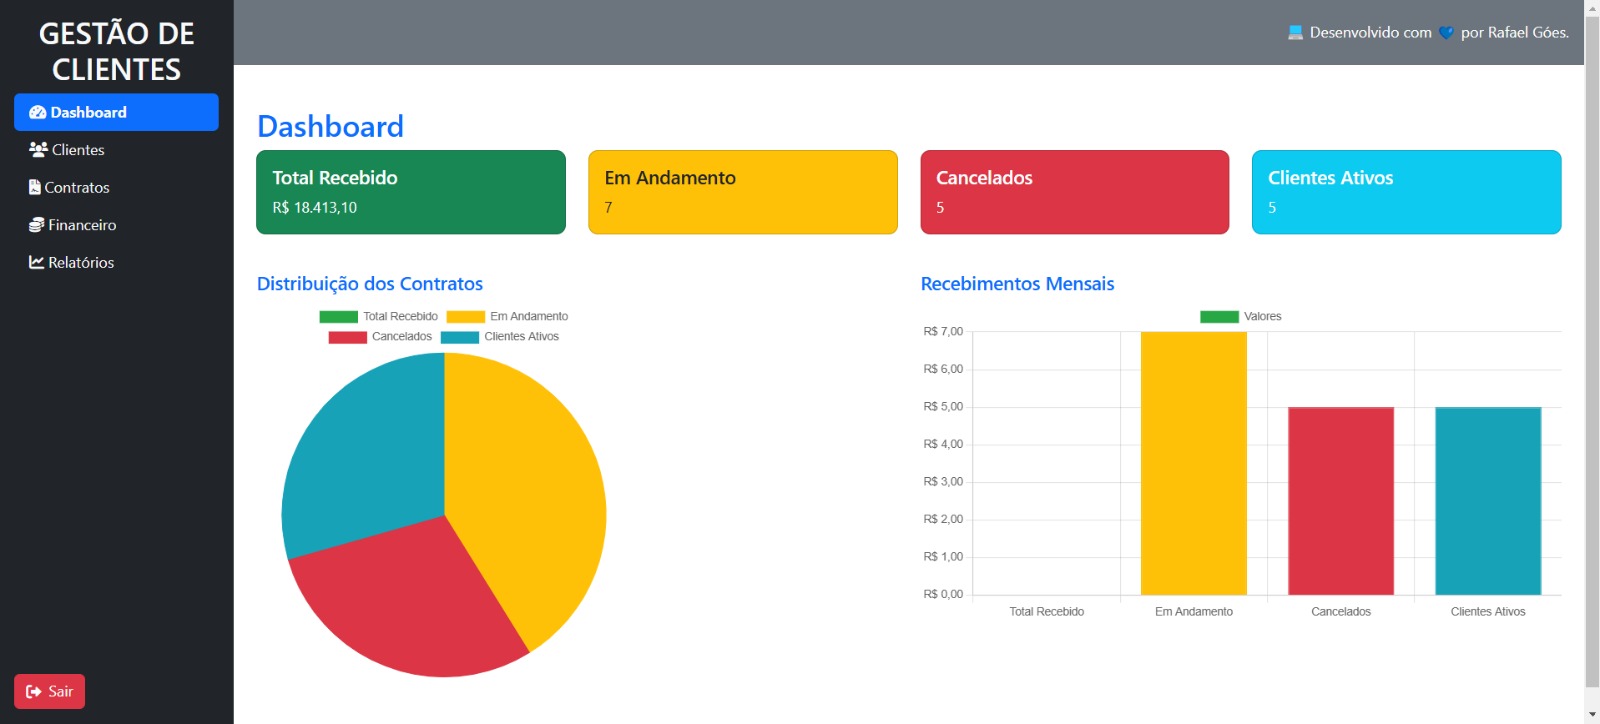 GESTÃO DE
CLIENTES
Dashboard
Clientes
Contratos
Financeiro
Relatórios
Sair
Desenvolvido com 💙 por Rafael Góes.
Dashboard
Total Recebido
R$ 18.413,10
Em Andamento
7
Cancelados
5
Clientes Ativos
5
Distribuição dos Contratos
Total Recebido Em Andamento
Cancelados Clientes Ativos
Recebimentos Mensais
Valores
R$ 7,00
R$ 6,00
R$ 5,00
R$ 4,00
R$ 3,00
R$ 2,00
R$ 1,00
R$ 0,00
Total Recebido Em Andamento Cancelados Clientes Ativos